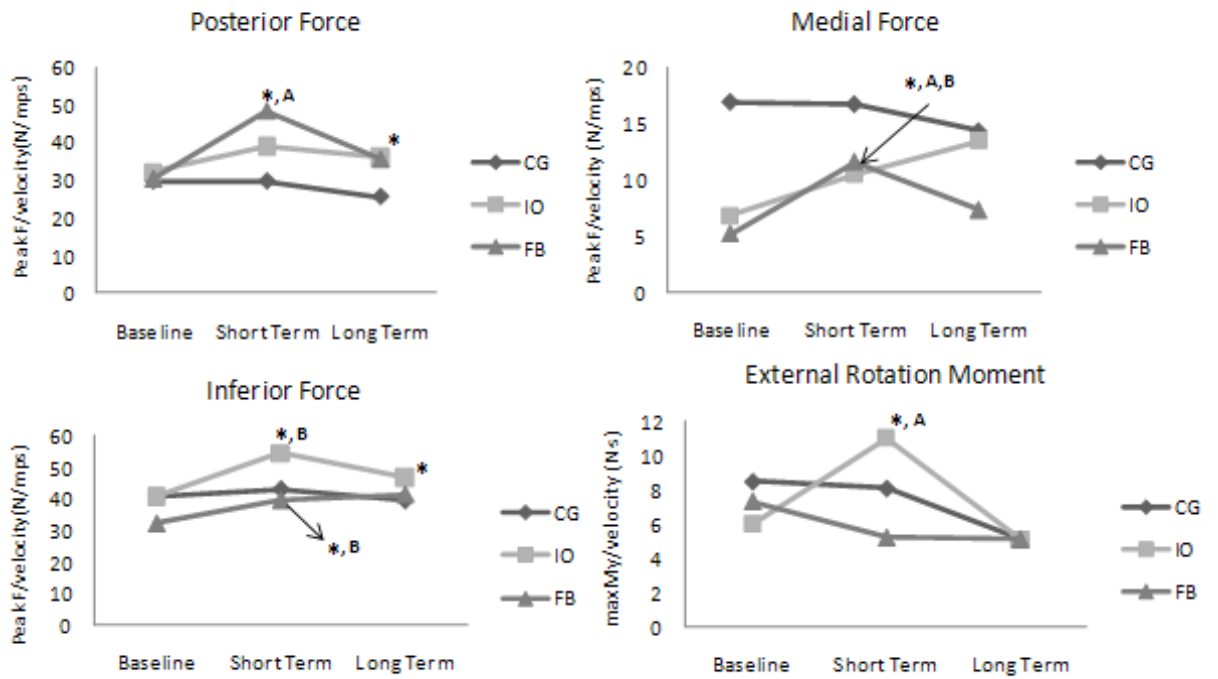 Posterior Force
Peak F/velocity(N/mps)
60
50
40
30
20
10
0
*, A
*
CG
IO
FB
Baseline Short Term Long Term
Medial Force
Peak F/velocity (N/mps)
20
15
10
5
0
*,A,B
CG
IO
FB
Baseline Short Term Long Term
Inferior Force
Peak F/velocity(N/mps)
60
50
40
30
20
10
0
*, B
*
*, B
CG
IO
FB
Baseline Short Term Long Term
External Rotation Moment
maxMy/velocity (Ns)
12
10
8
6
4
2
0
*, A
CG
IO
FB
Baseline Short Term Long Term